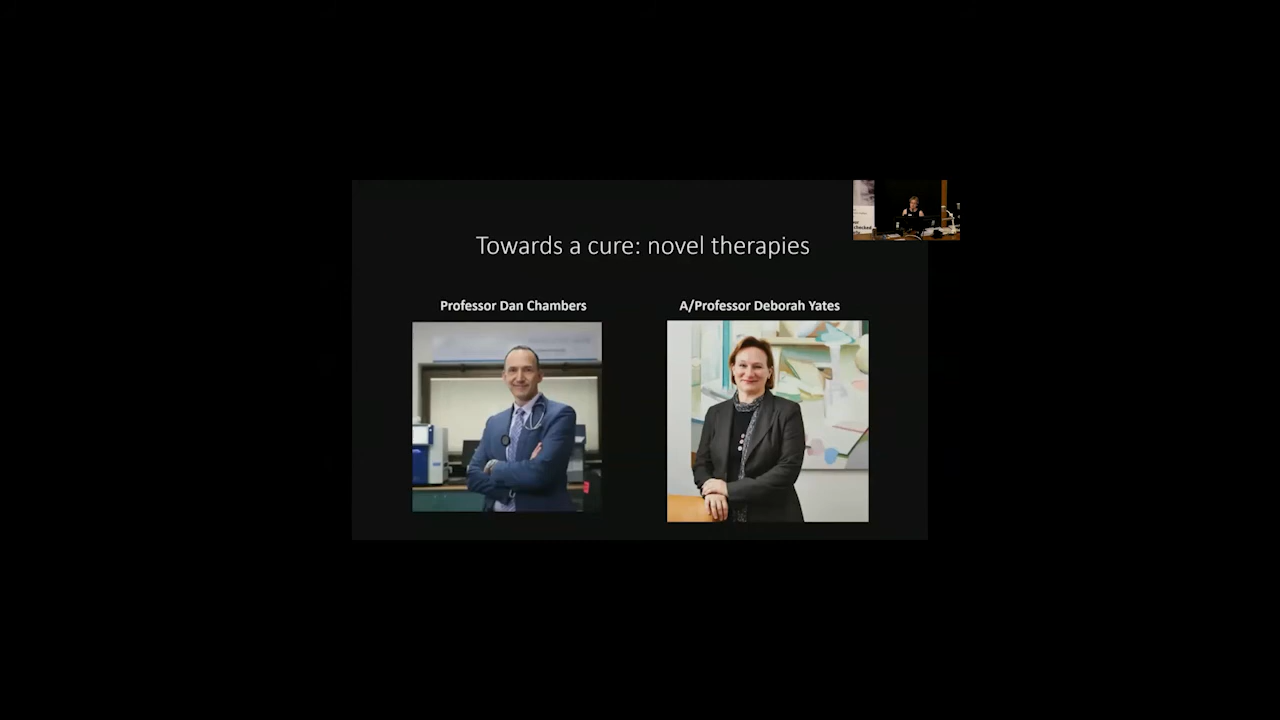 Towards a cure: novel therapies
Professor Dan Chambers
A/Professor Deborah Yates